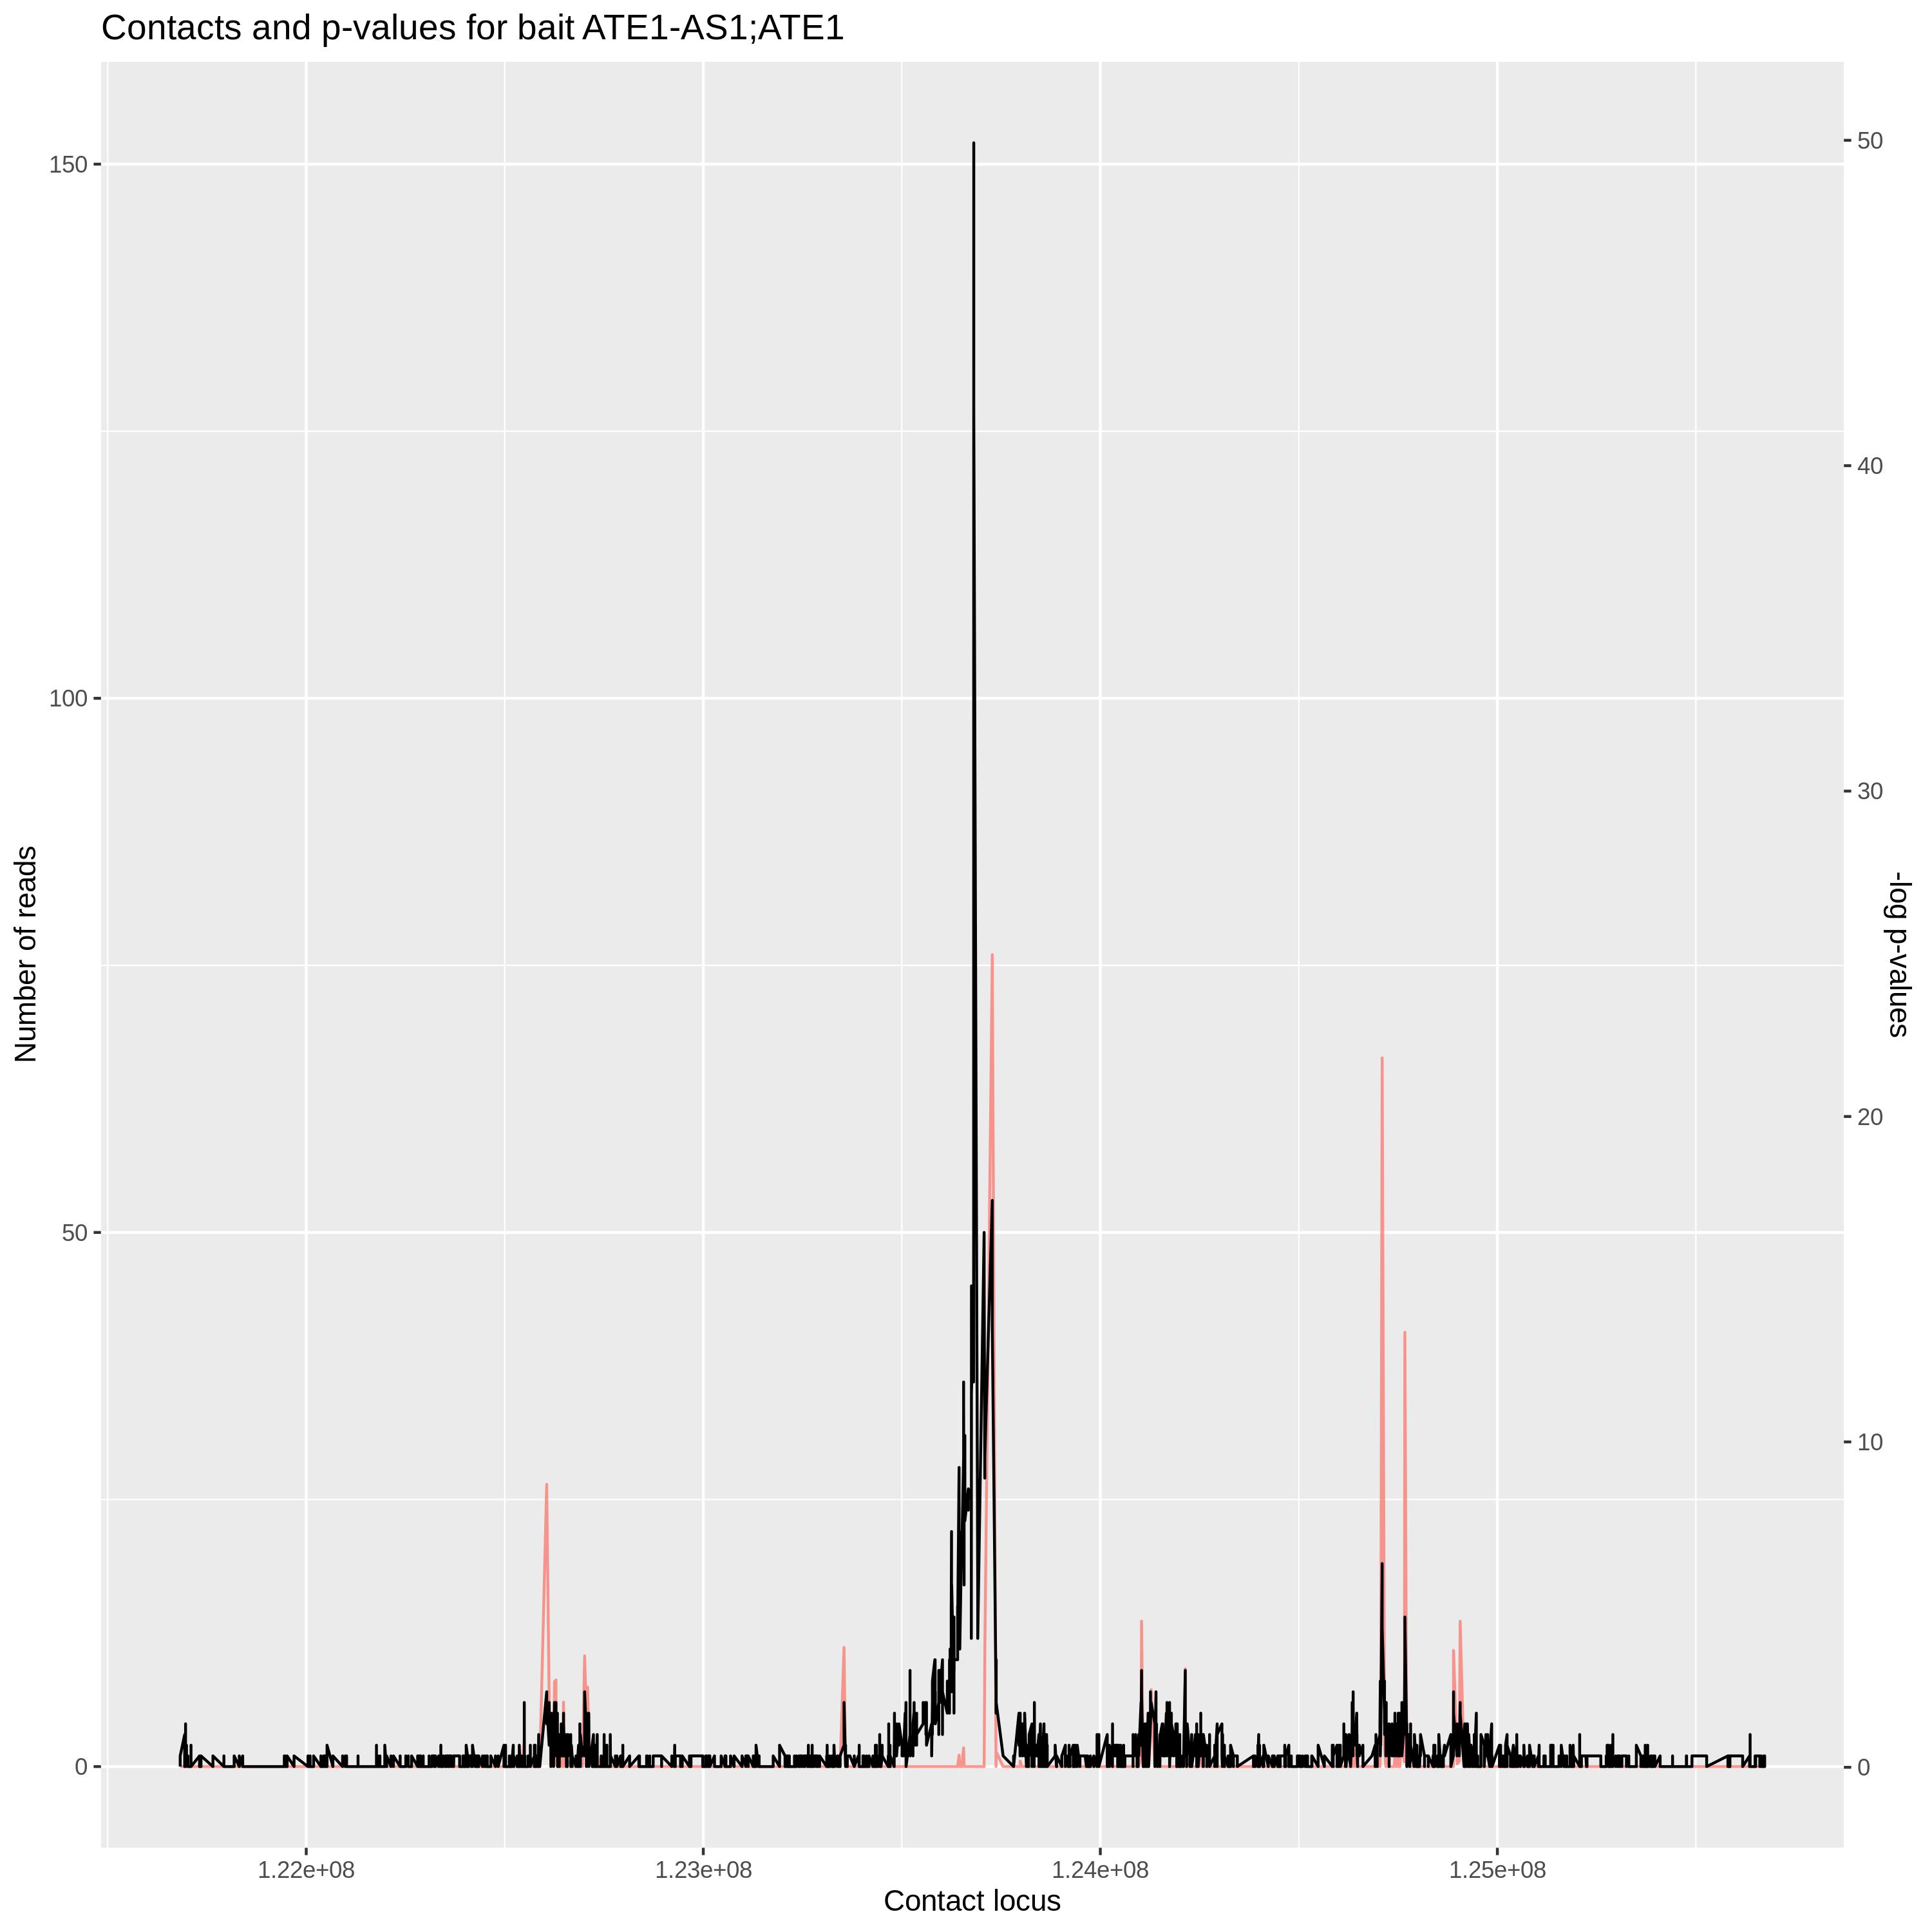 Contacts and p-values for bait ATE1-AS1;ATE1
150
100
50
0
Number of reads
50
40
30
20
10
0
-log p-values
1.22e+08
1.23e+08
1.24e+08
1.25e+08
Contact locus